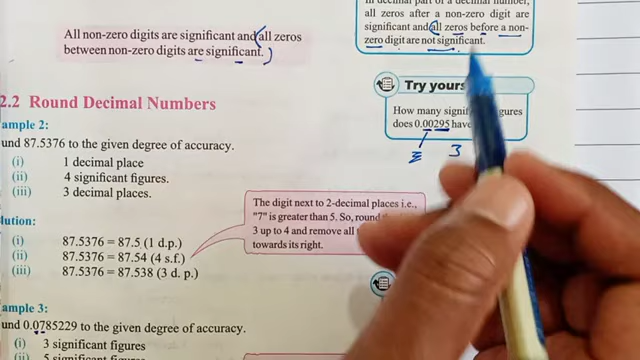 In decimal part of a decimal number,
all zeros after a non-zero digit are
significant and all zeros before a non-
zero digit are not significant.
All non-zero digits are significant and all zeros
between non-zero digits are significant.
Try yours
How many signi gures
does 0.00295 have
3
2.2 Round Decimal Numbers
ample 2:
und 87.5376 to the given degree of accuracy.
(i) 1 decimal place
(ii) 4 significant figures.
(iii) 3 decimal places.
lution:
(i) 87.5376 = 87.5 (1 d.p.)
(ii) 87.5376 = 87.54 (4 s.f.)
(iii) 87.5376 = 87.538 (3 d. p.)
The digit next to 2-decimal places i.e.,
"7" is greater than 5. So, round
3 up to 4 and remove all
towards its right.
ample 3:
und 0.0785229 to the given degree of accuracy.
(i) 3 significant figures
(ii) 5 significant figures